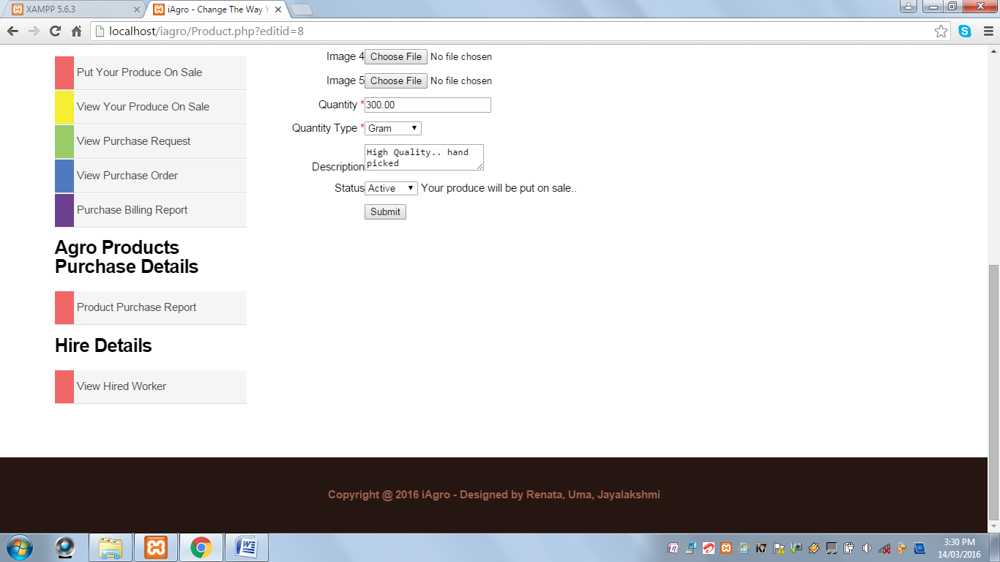 XAMPP 5.6.3
iAgro - Change The Way Y
localhost/iagro/Product.php?editid=8
Put Your Produce On Sale
View Your Produce On Sale
View Purchase Request
View Purchase Order
Purchase Billing Report
Agro Products
Purchase Details
Product Purchase Report
Hire Details
View Hired Worker
Image 4 Choose File No file chosen
Image 5 Choose File No file chosen
Quantity * 300.00
Quantity Type * Gram
Description High Quality.. hand
picked
Status Active Your produce will be put on sale..
Submit
Copyright @ 2016 iAgro - Designed by Renata, Uma, Jayalakshmi
3:30 PM
14/03/2016